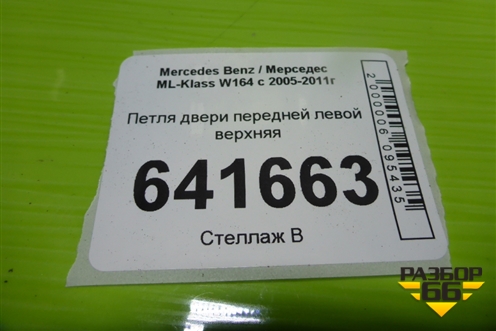 Mercedes Benz / Мерседес
ML-Klass W164 с 2005-2011г
Петля двери передней левой
верхняя
641663
Стеллаж В
2000006095435
РАЗБОР
66